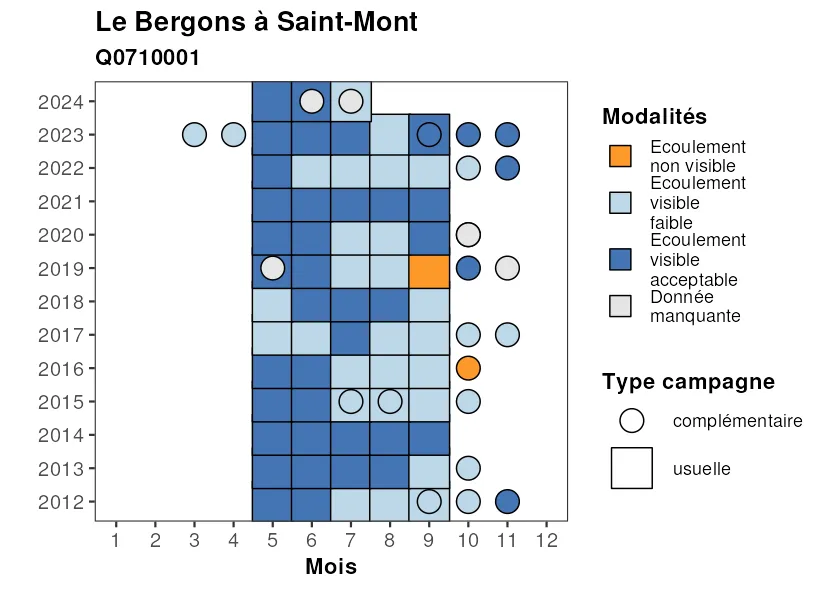 Le Bergons à Saint-Mont
Q0710001
2024
2023
2022
2021
2020
2019
2018
2017
2016
2015
2014
2013
2012
1 2 3 4 5 6 7 8 9 10 11 12
Mois
Modalités
Ecoulement
non visible
Ecoulement
visible
faible
Ecoulement
visible
acceptable
Donnée
manquante
Type campagne
complémentaire
usuelle